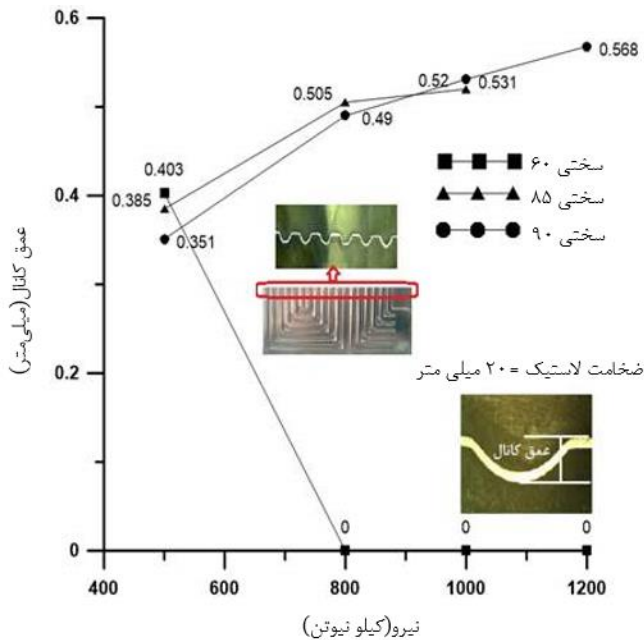 0.6
0.4
0.2
0
400
600
800
1000
1200
عمق کانال(میلی‌متر)
نیرو(کیلو نیوتن)
0.403
0.385
0.351
0.505
0.49
0.52
0.531
0.568
سختی ۶۰
سختی ۸۵
سختی ۹۰
ضخامت لاستیک = ۲۰ میلی متر
عمق کانال
0
0
0